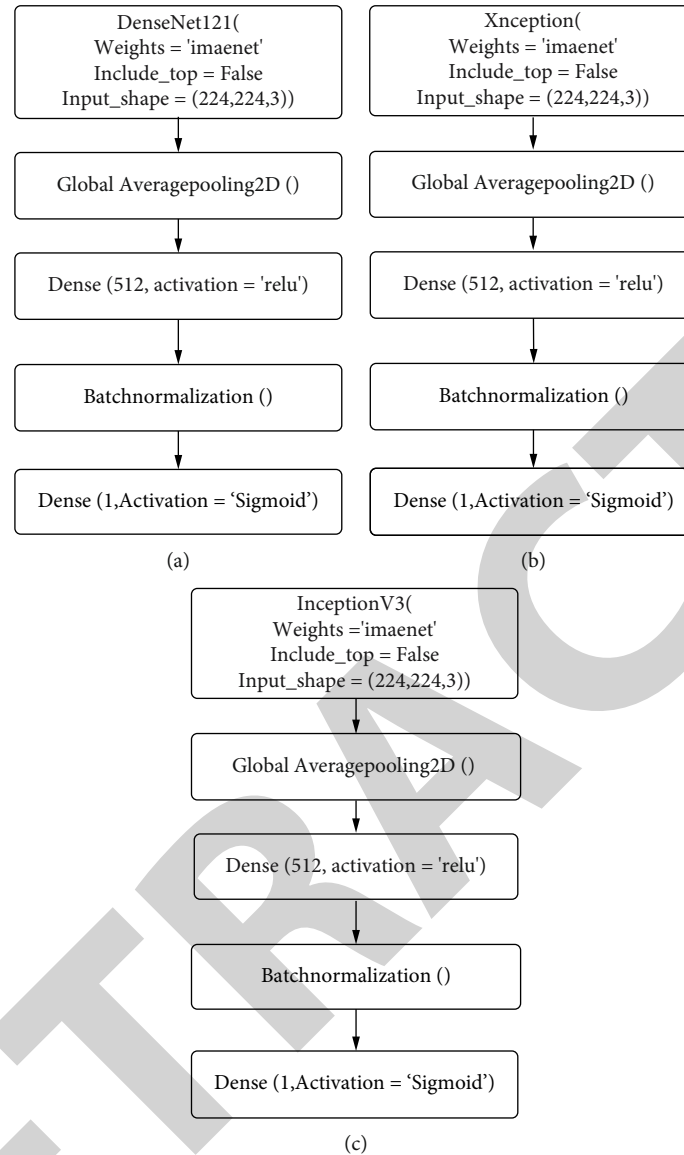 DenseNet121(
Weights = 'imaenet'
Include_top = False
Input_shape = (224,224,3))
Global Averagepooling2D ()
Dense (512, activation = 'relu')
Batchnormalization ()
Dense (1,Activation = ‘Sigmoid’)
(a)
Xnception(
Weights = 'imaenet'
Include_top = False
Input_shape = (224,224,3))
Global Averagepooling2D ()
Dense (512, activation = 'relu')
Batchnormalization ()
Dense (1,Activation = ‘Sigmoid’)
(b)
InceptionV3(
Weights ='imaenet'
Include_top = False
Input_shape = (224,224,3))
Global Averagepooling2D ()
Dense (512, activation = 'relu')
Batchnormalization ()
Dense (1,Activation = ‘Sigmoid’)
(c)
TRACT